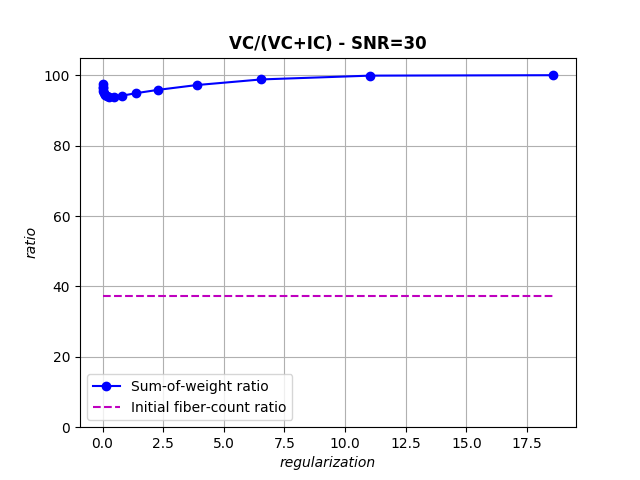 VC/(VC+IC) - SNR=30
ratio
100
80
60
40
20
0
0.0 2.5 5.0 7.5 10.0 12.5 15.0 17.5
regularization
Sum-of-weight ratio
Initial fiber-count ratio